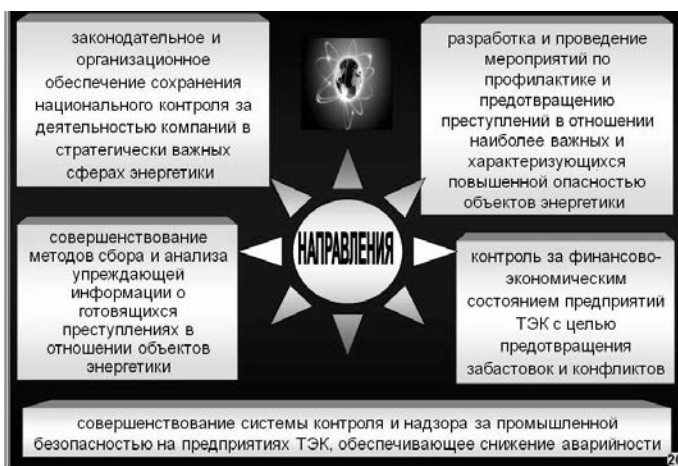 законодательное и
организационное
обеспечение сохранения
национального контроля за
деятельностью компаний в
стратегически важных
сферах энергетики
разработка и проведение
мероприятий по
профилактике и
предотвращению
преступлений в отношении
наиболее важных и
характеризующихся
повышенной опасностью
объектов энергетики
НАПРАВЛЕНИЯ
совершенствование
методов сбора и анализа
упреждающей
информации о
готовящихся
преступлениях в
отношении объектов
энергетики
контроль за финансово-
экономическим
состоянием предприятий
ТЭК с целью
предотвращения
забастовок и конфликтов
совершенствование системы контроля и надзора за промышленной
безопасностью на предприятиях ТЭК, обеспечивающее снижение аварийности